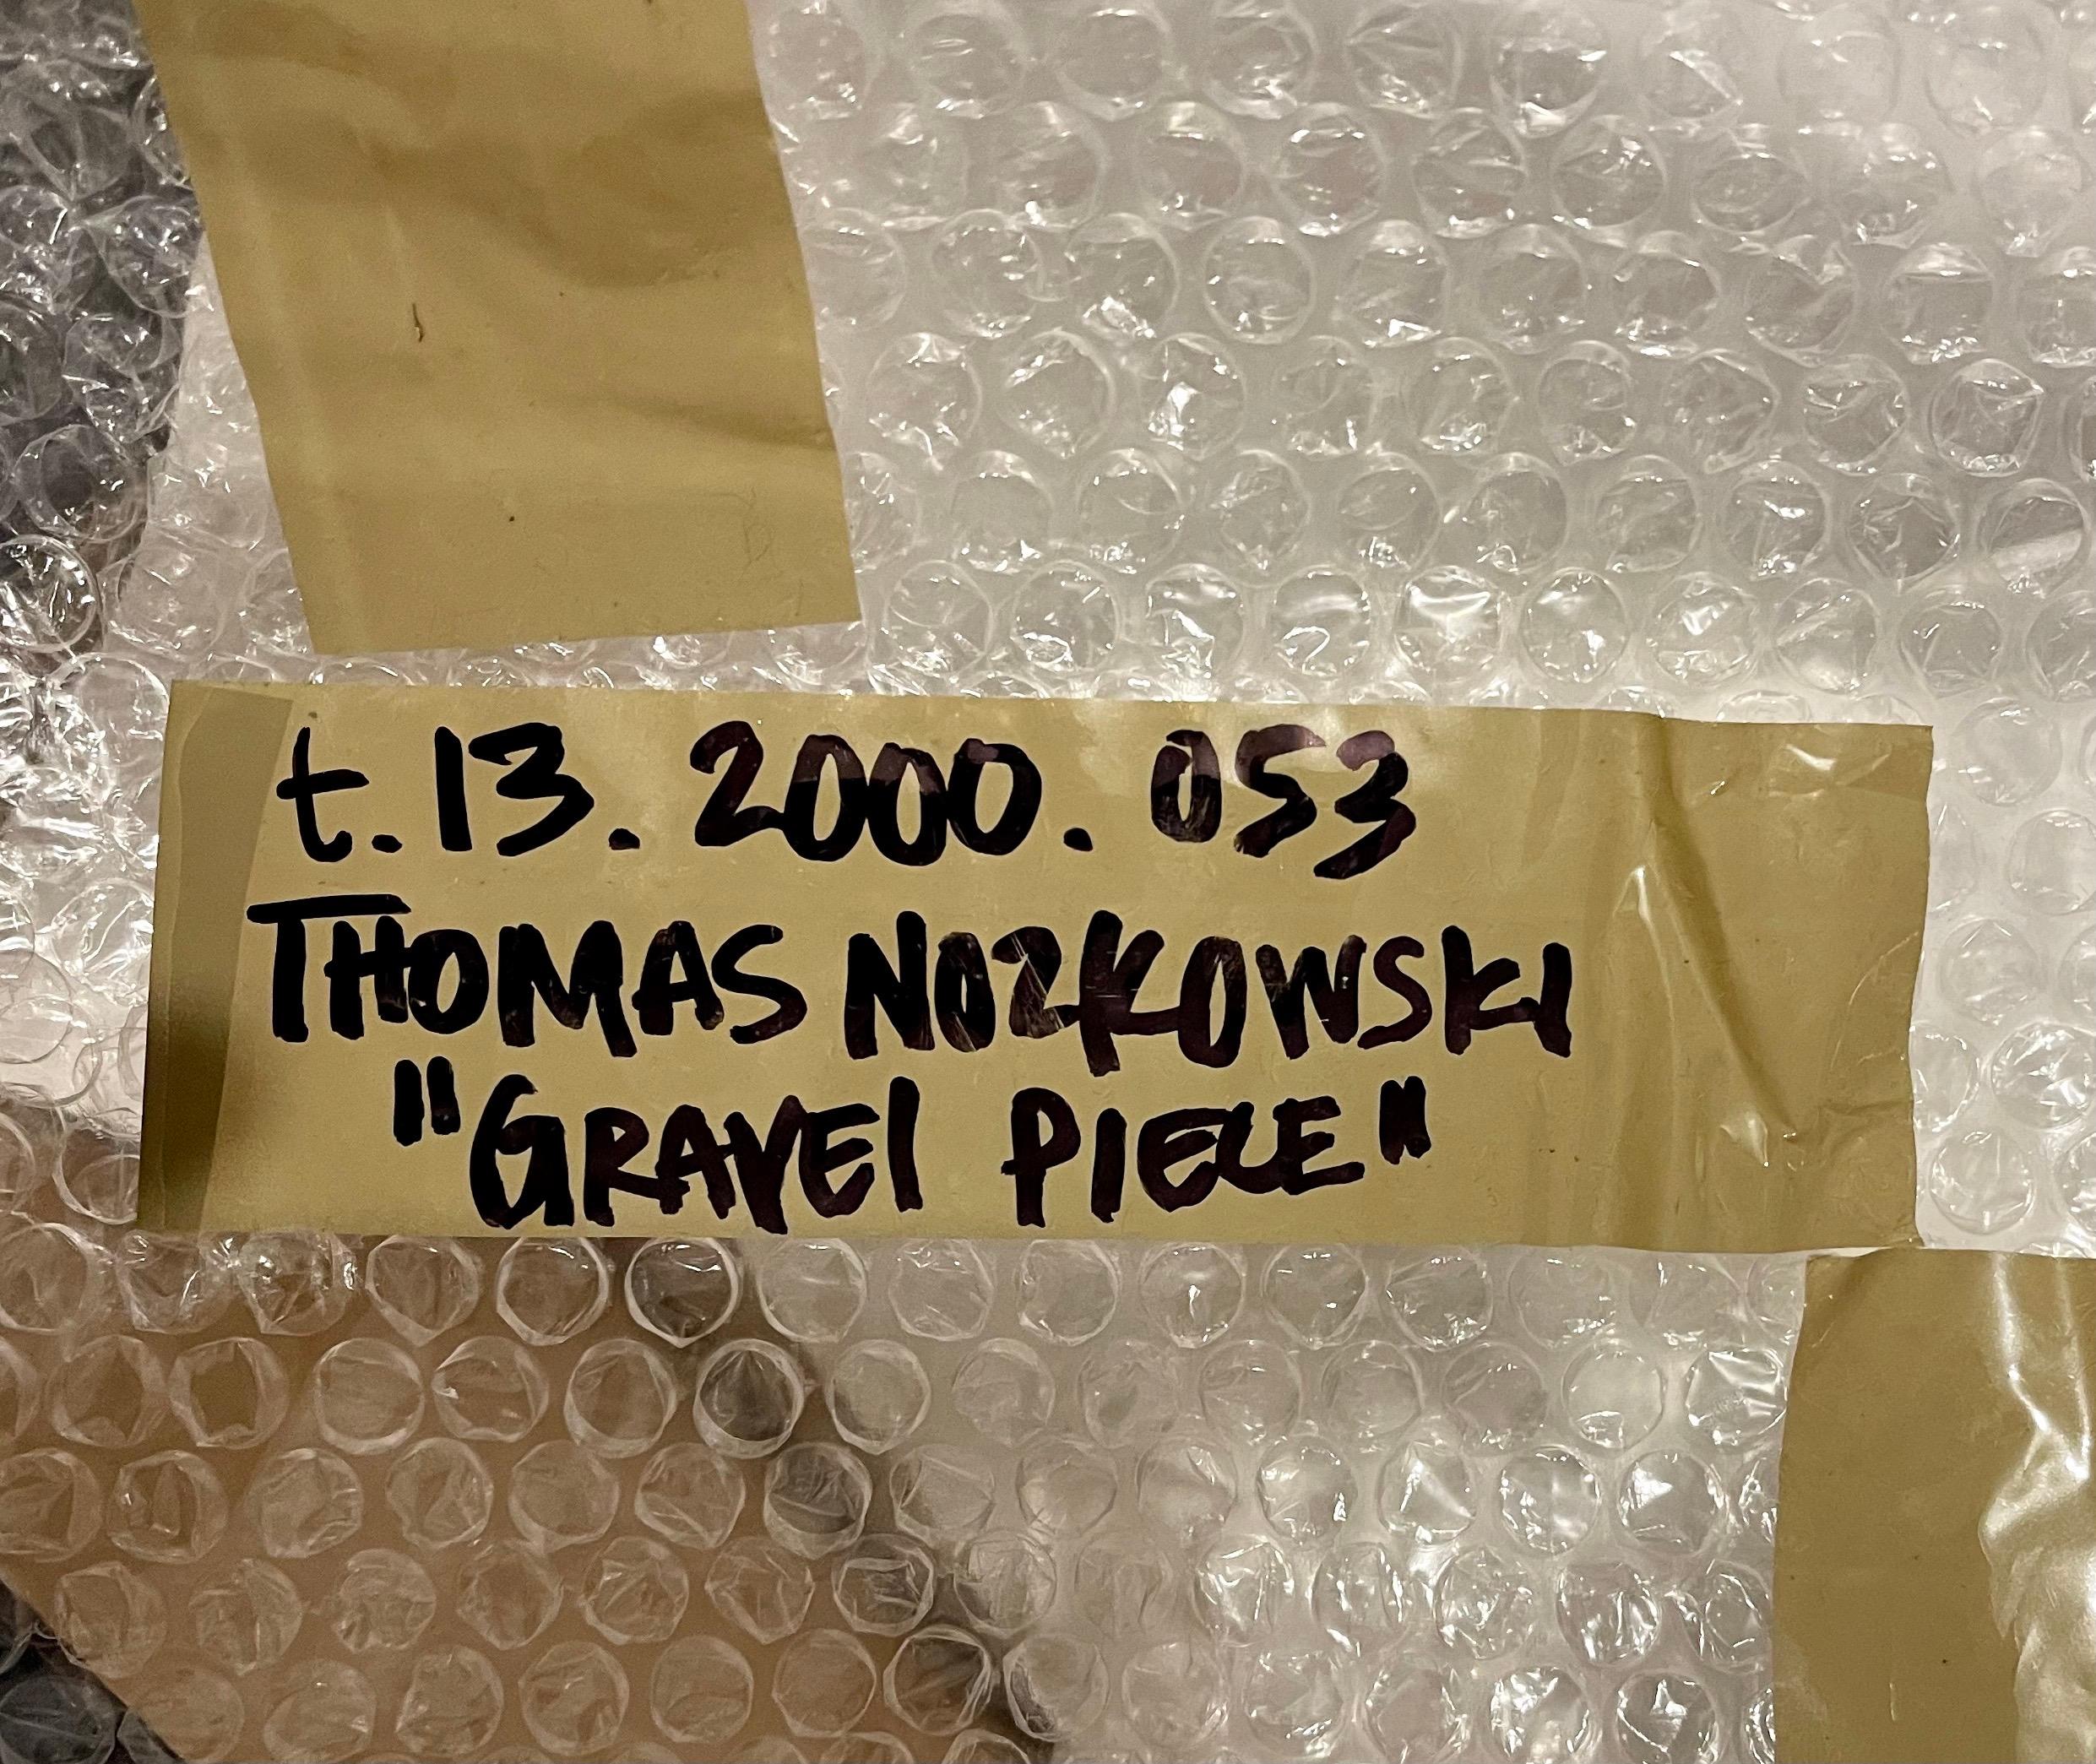 t.13. 2000. 053
THOMAS NOZKOWSKI
"GRAVEl PIECE"